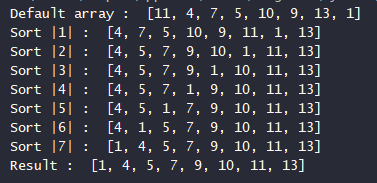 Default array :  [11, 4, 7, 5, 10, 9, 13, 1]
Sort |1| :  [4, 7, 5, 10, 9, 11, 1, 13]
Sort |2| :  [4, 5, 7, 9, 10, 1, 11, 13]
Sort |3| :  [4, 5, 7, 9, 1, 10, 11, 13]
Sort |4| :  [4, 5, 7, 1, 9, 10, 11, 13]
Sort |5| :  [4, 5, 1, 7, 9, 10, 11, 13]
Sort |6| :  [4, 1, 5, 7, 9, 10, 11, 13]
Sort |7| :  [1, 4, 5, 7, 9, 10, 11, 13]
Result :  [1, 4, 5, 7, 9, 10, 11, 13]